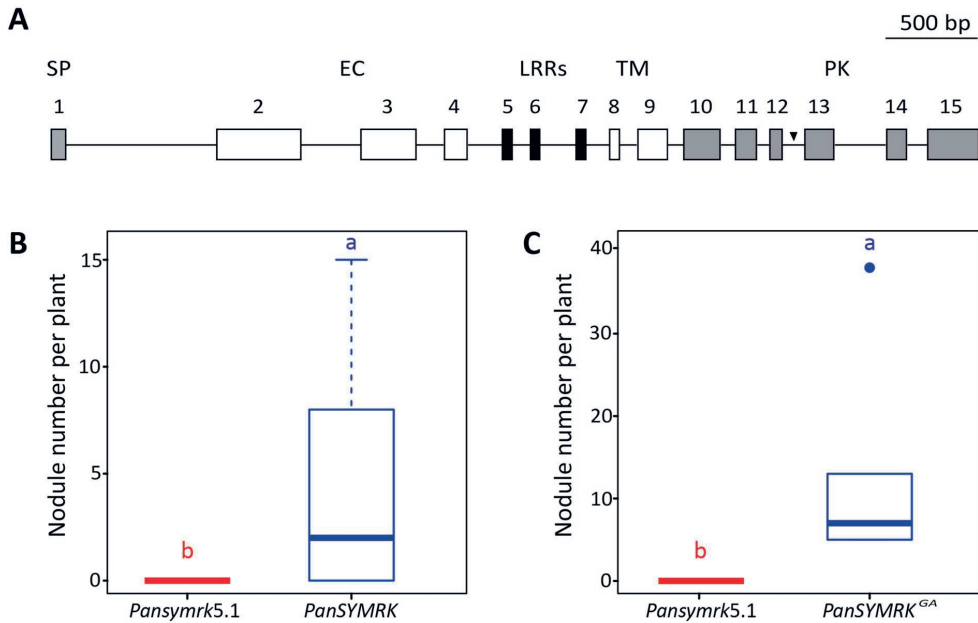 A
500 bp
SP EC LRRs TM PK
1 2 3 4 5 6 7 8 9 10 11 12 13 14 15
B
Nodule number per plant
15
10
5
0
a
b
Pansymrk5.1 PanSYMRK
C
Nodule number per plant
40
30
20
10
0
a
b
Pansymrk5.1 PanSYMRK^GA